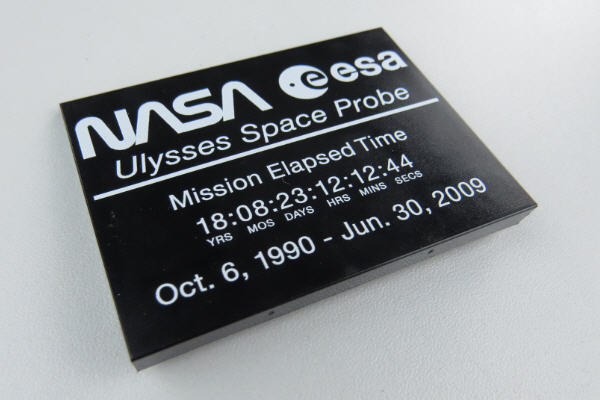 NASA esa
Ulysses Space Probe
Mission Elapsed Time
18:08:23:12:12:44
YRS MOS DAYS HRS MINS SECS
Oct. 6, 1990 - Jun. 30, 2009